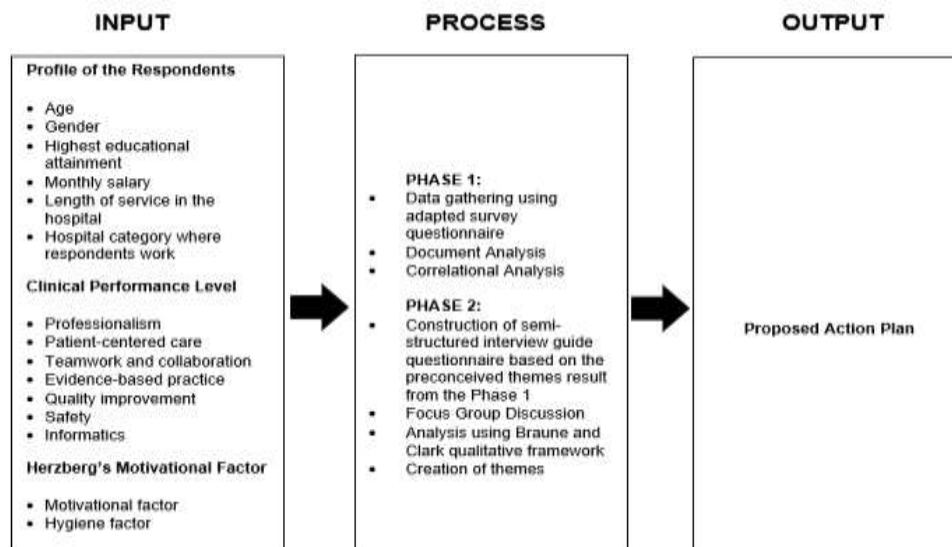 INPUT
Profile of the Respondents
• Age
• Gender
• Highest educational
attainment
• Monthly salary
• Length of service in the
hospital
• Hospital category where
respondents work
Clinical Performance Level
• Professionalism
• Patient-centered care
• Teamwork and collaboration
• Evidence-based practice
• Quality improvement
• Safety
• Informatics
Herzberg's Motivational Factor
• Motivational factor
• Hygiene factor
PROCESS
PHASE 1:
• Data gathering using
adapted survey
questionnaire
• Document Analysis
• Correlational Analysis
PHASE 2:
• Construction of semi-
structured interview guide
questionnaire based on the
preconceived themes result
from the Phase 1
• Focus Group Discussion
• Analysis using Braune and
Clark qualitative framework
• Creation of themes
OUTPUT
Proposed Action Plan